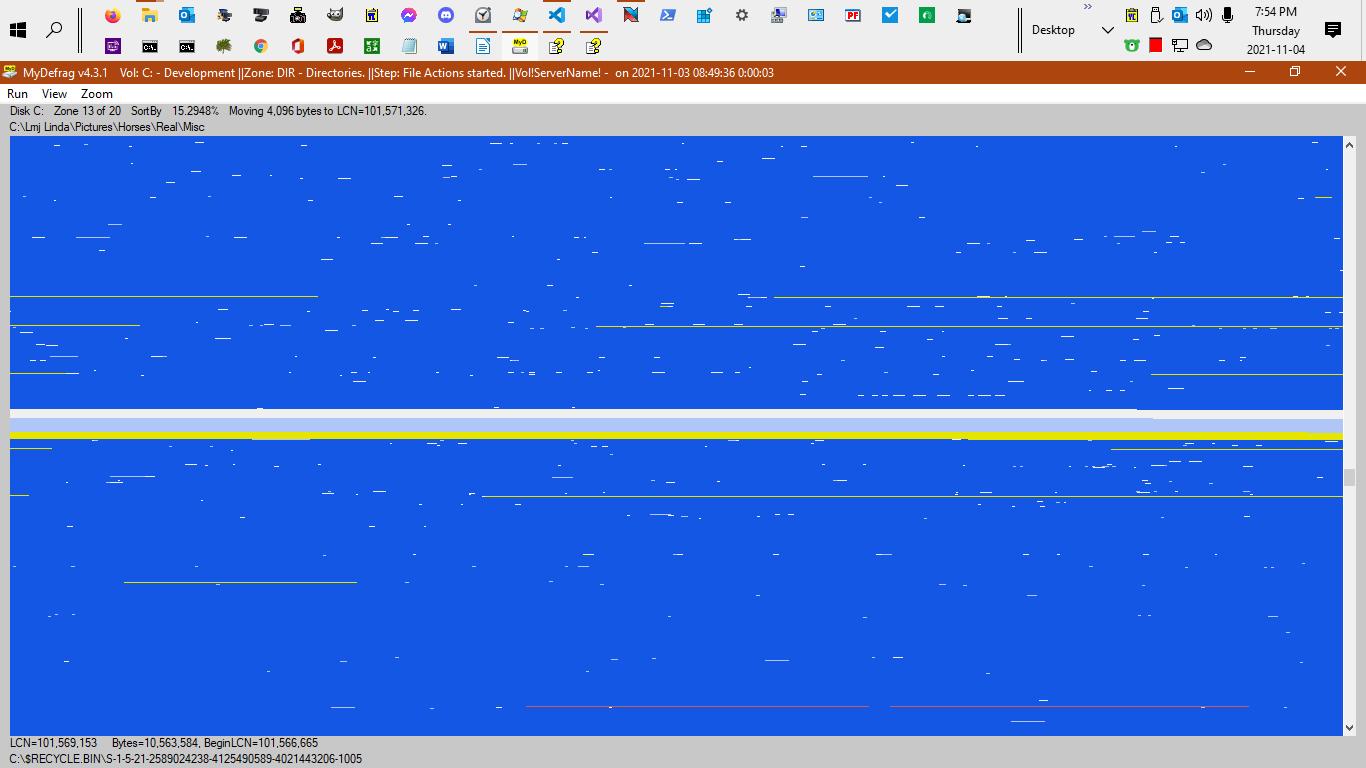 7:54 PM
Thursday
2021-11-04
Desktop
MyDefrag v4.3.1 Vol: C: - Development ||Zone: DIR - Directories. ||Step: File Actions started. ||Vol!ServerName! - on 2021-11-03 08:49:36 0:00:03
Run View Zoom
Disk C: Zone 13 of 20 SortBy 15.2948% Moving 4,096 bytes to LCN=101,571,326.
C:\Lmj Linda\Pictures\Horses\Real\Misc
LCN=101,569,153 Bytes=10,563,584, BeginLCN=101,566,665
C:\$RECYCLE.BIN\S-1-5-21-2589024238-4125490589-4021443206-1005